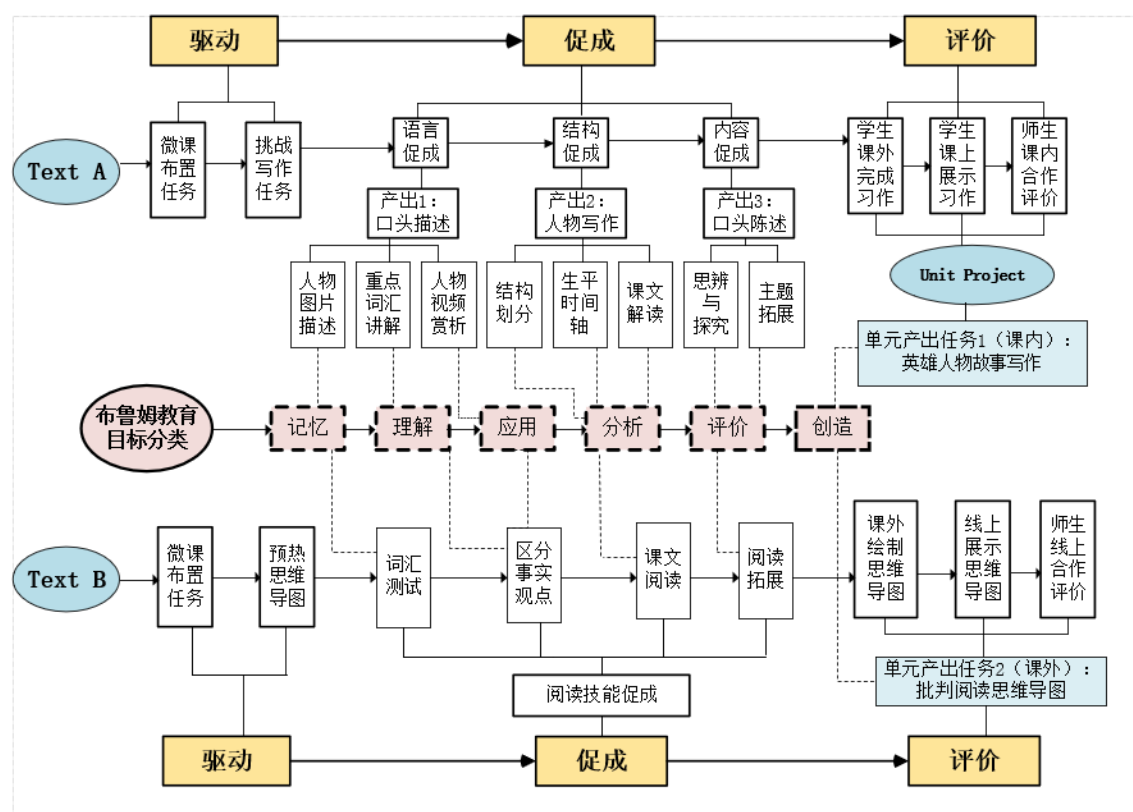 驱动
促成
评价
Text A
微课
布置
任务
挑战
写作
任务
语言
促成
结构
促成
内容
促成
学生
课外
完成
习作
学生
课上
展示
习作
师生
课内
合作
评价
产出1：
口头描述
产出2：
人物写作
产出3：
口头陈述
人物
图片
描述
重点
词汇
讲解
人物
视频
赏析
结构
划分
生平
时间
轴
课文
解读
思辨
与
探究
主题
拓展
Unit Project
单元产出任务1（课内）：
英雄人物故事写作
布鲁姆教育
目标分类
记忆
理解
应用
分析
评价
创造
Text B
微课
布置
任务
预热
思维
导图
词汇
测试
区分
事实
观点
课文
阅读
阅读
拓展
课外
绘制
思维
导图
线上
展示
思维
导图
师生
线上
合作
评价
单元产出任务2（课外）：
批判阅读思维导图
阅读技能促成
驱动
促成
评价